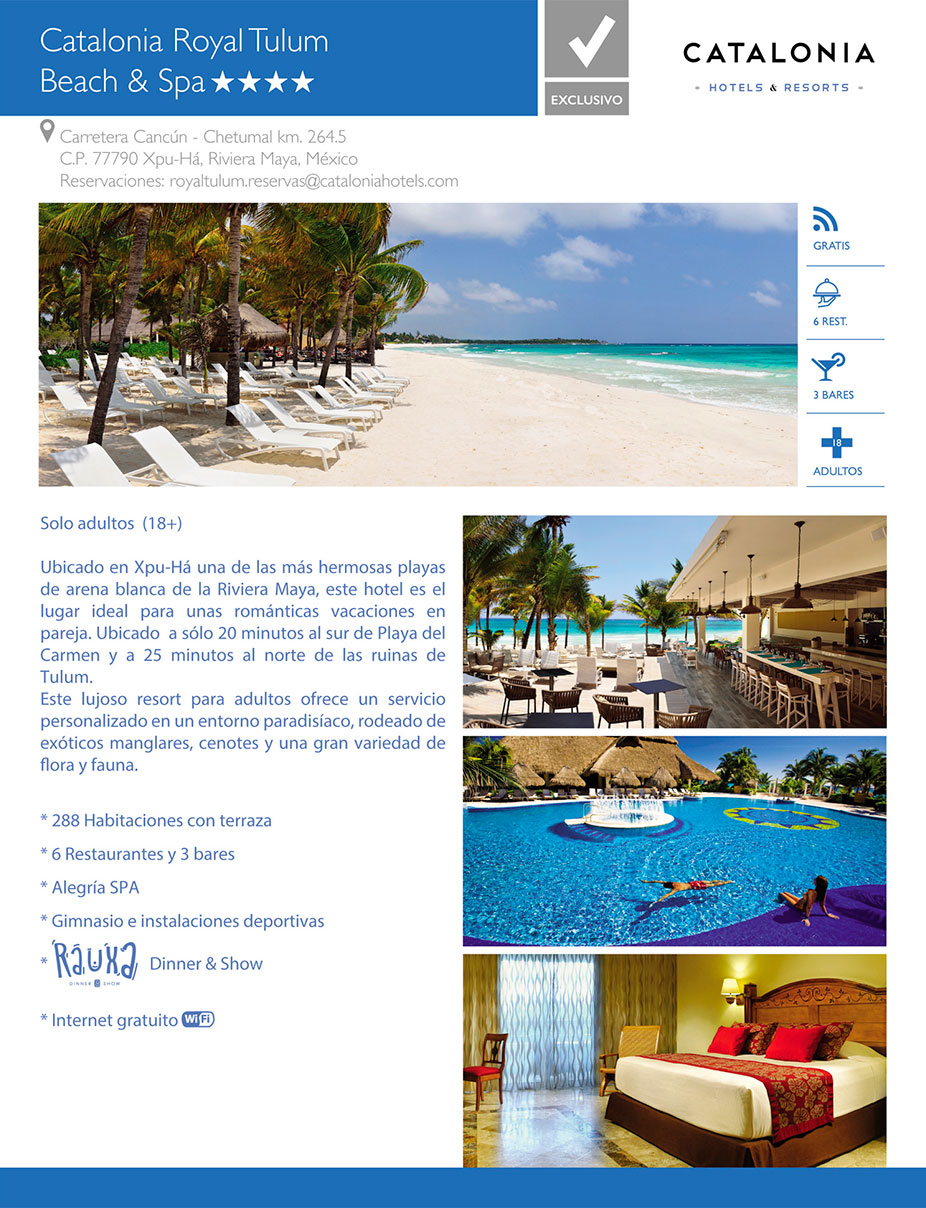 Catalonia Royal Tulum
Beach & Spa ★★★★
EXCLUSIVO
CATALONIA
- HOTELS & RESORTS -
Carretera Cancún - Chetumal km. 264.5
C.P. 77790 Xpu-Há, Riviera Maya, México
Reservaciones: royaltulum.reservas@cataloniahotels.com
GRATIS
6 REST.
3 BARES
18
ADULTOS
Solo adultos  (18+)
Ubicado en Xpu-Há una de las más hermosas playas
de arena blanca de la Riviera Maya, este hotel es el
lugar ideal para unas románticas vacaciones en
pareja. Ubicado  a sólo 20 minutos al sur de Playa del
Carmen y a 25 minutos al norte de las ruinas de
Tulum.
Este lujoso resort para adultos ofrece un servicio
personalizado en un entorno paradisíaco, rodeado de
exóticos manglares, cenotes y una gran variedad de
flora y fauna.
* 288 Habitaciones con terraza
* 6 Restaurantes y 3 bares
* Alegría SPA
* Gimnasio e instalaciones deportivas
* Rauxa Dinner & Show
DINNER & SHOW
* Internet gratuito WiFi